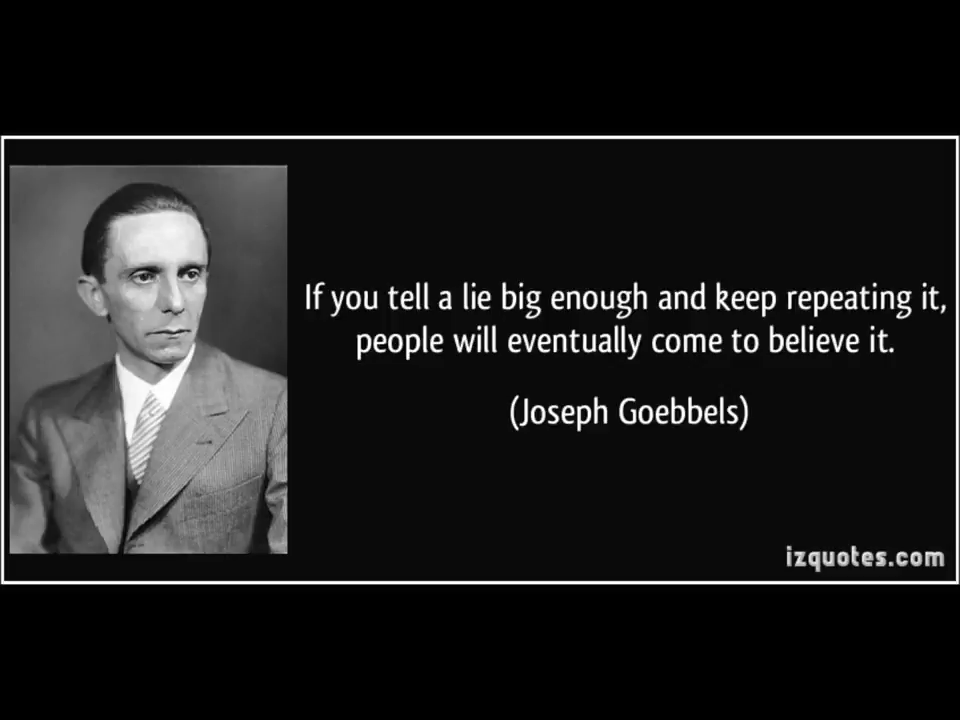 If you tell a lie big enough and keep repeating it,
people will eventually come to believe it.
(Joseph Goebbels)
izquotes.com